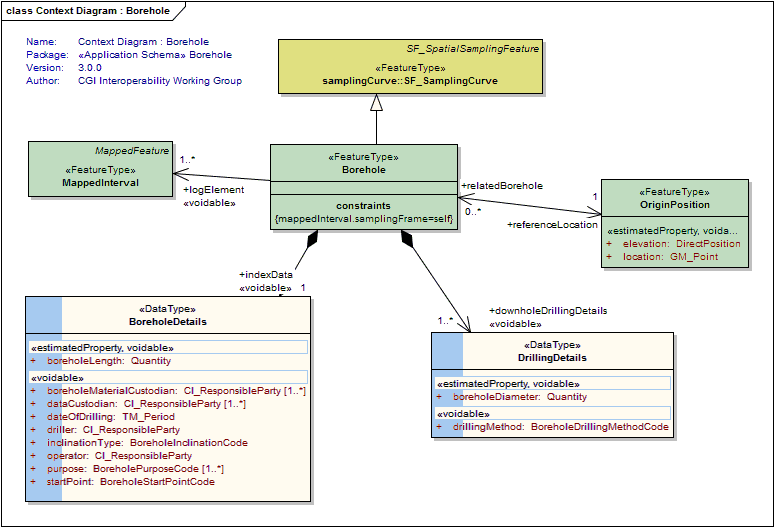 class Context Diagram : Borehole
Name: Context Diagram : Borehole
Package: «Application Schema» Borehole
Version: 3.0.0
Author: CGI Interoperability Working Group
SF_SpatialSamplingFeature
«FeatureType»
samplingCurve::SF_SamplingCurve
MappedFeature
«FeatureType»
MappedInterval
1..*
+logElement
«voidable»
«FeatureType»
Borehole
constraints
{mappedInterval.samplingFrame=self}
+relatedBorehole
0..*
1
+referenceLocation
«FeatureType»
OriginPosition
«estimatedProperty, voida...
+ elevation: DirectPosition
+ location: GM_Point
+indexData
«voidable»
1
+downholeDrillingDetails
1..*
«voidable»
«DataType»
BoreholeDetails
«estimatedProperty, voidable»
+ boreholeLength: Quantity
«voidable»
+ boreholeMaterialCustodian: CI_ResponsibleParty [1..*]
+ dataCustodian: CI_ResponsibleParty [1..*]
+ dateOfDrilling: TM_Period
+ driller: CI_ResponsibleParty
+ inclinationType: BoreholeInclinationCode
+ operator: CI_ResponsibleParty
+ purpose: BoreholePurposeCode [1..*]
+ startPoint: BoreholeStartPointCode
«DataType»
DrillingDetails
«estimatedProperty, voidable»
+ boreholeDiameter: Quantity
«voidable»
+ drillingMethod: BoreholeDrillingMethodCode